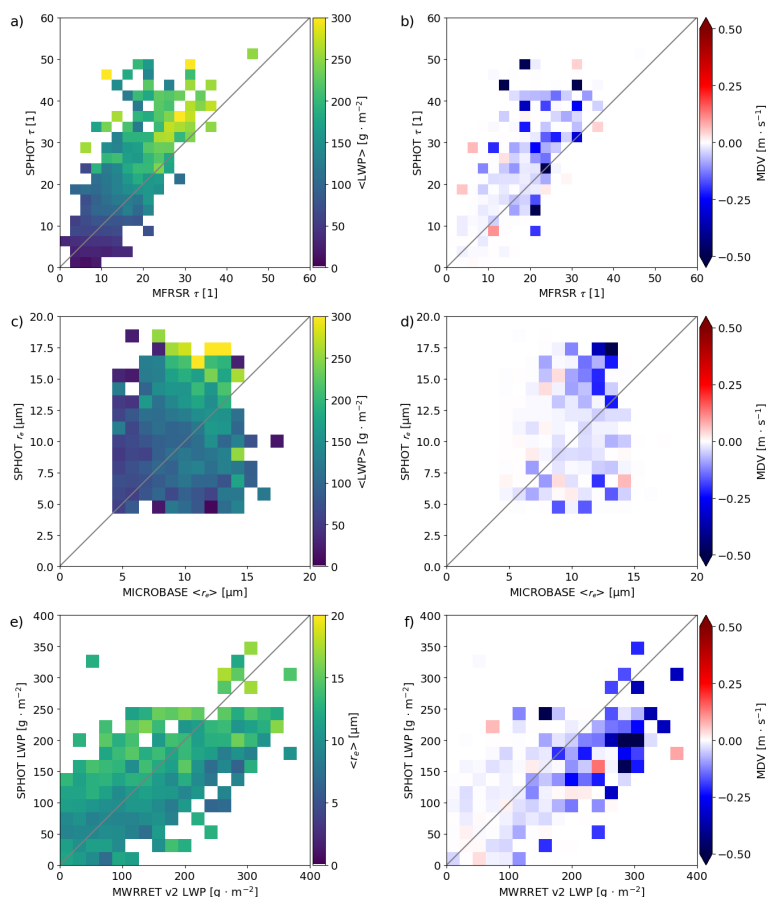 a)
60
50
40
30
20
10
0
SPHOT τ [1]
0 10 20 30 40 50 60
MFRSR τ [1]
300
250
200
150
100
50
0
<LWP> [g · m⁻²]
b)
60
50
40
30
20
10
0
SPHOT τ [1]
0 10 20 30 40 50 60
MFRSR τ [1]
0.50
0.25
0.00
−0.25
−0.50
MDV [m · s⁻¹]
c)
20.0
17.5
15.0
12.5
10.0
7.5
5.0
2.5
0.0
SPHOT rₑ [μm]
0 5 10 15 20
MICROBASE <rₑ> [μm]
300
250
200
150
100
50
0
<LWP> [g · m⁻²]
d)
20.0
17.5
15.0
12.5
10.0
7.5
5.0
2.5
0.0
SPHOT rₑ [μm]
0 5 10 15 20
MICROBASE <rₑ> [μm]
0.50
0.25
0.00
−0.25
−0.50
MDV [m · s⁻¹]
e)
400
350
300
250
200
150
100
50
0
SPHOT LWP [g · m⁻²]
0 100 200 300 400
MWRRET v2 LWP [g · m⁻²]
20
15
10
5
0
<rₑ> [μm]
f)
400
350
300
250
200
150
100
50
0
SPHOT LWP [g · m⁻²]
0 100 200 300 400
MWRRET v2 LWP [g · m⁻²]
0.50
0.25
0.00
−0.25
−0.50
MDV [m · s⁻¹]